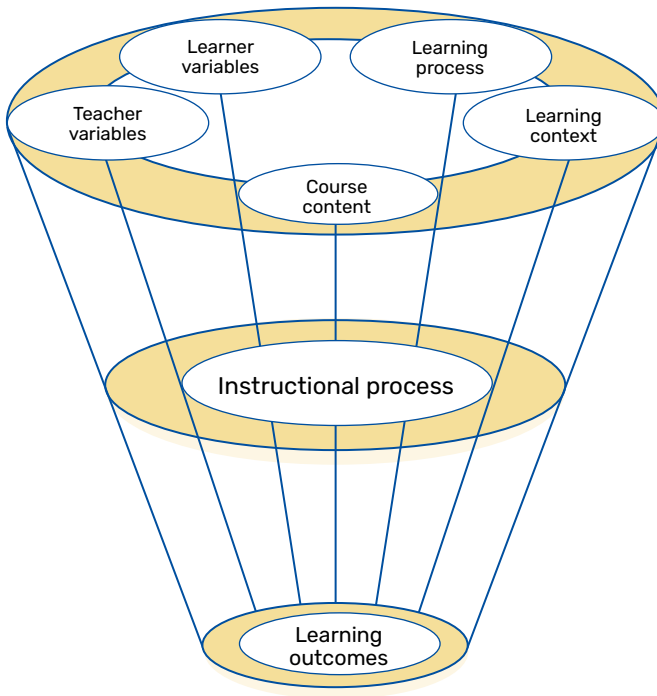 Learner
variables
Learning
process
Teacher
variables
Learning
context
Course
content
Instructional process
Learning
outcomes